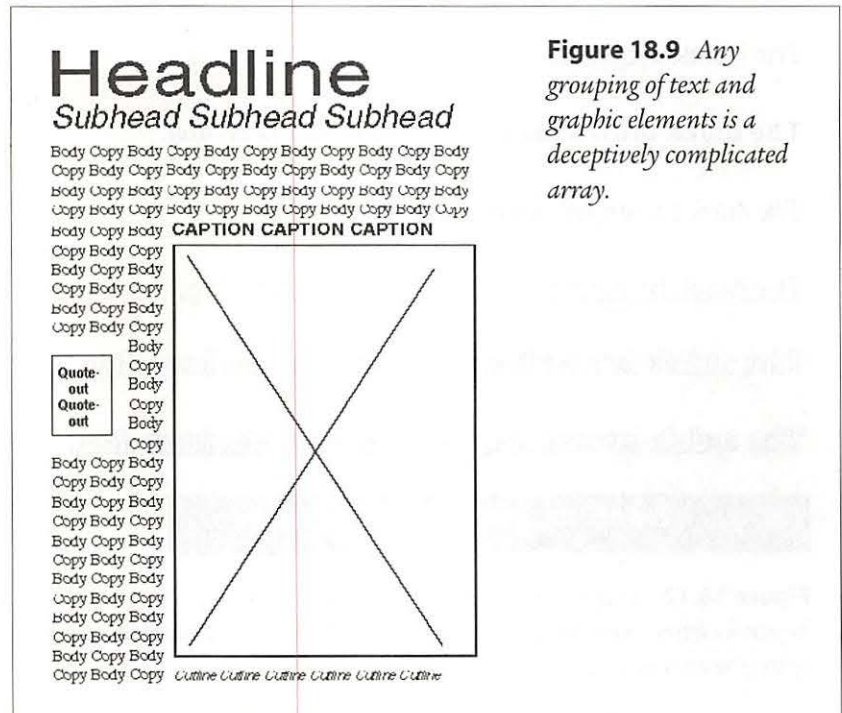 Headline
Subhead Subhead Subhead
Body Copy Body Copy Body Copy Body Copy Body Copy Body
Copy Body Copy Body Copy Body Copy Body Copy Body Copy
Body Copy Body Copy Body Copy Body Copy Body Copy Body
Copy Body Copy Body Copy Body Copy Body Copy Body Copy
Body Copy Body
Copy Body Copy
Body Copy Body
Copy Body Copy
Body Copy Body
Copy Body Copy
Body
Copy
Body
Copy
Body
Copy
Body Copy Body
Copy Body Copy
Body Copy Body
Copy Body Copy
Body Copy Body
Copy Body Copy
Body Copy Body
Copy Body Copy
Body Copy Body
Copy Body Copy
Body Copy Body
Copy Body Copy
Quote-
out
Quote-
out
CAPTION CAPTION CAPTION
Cutline Cutline Cutline Cutline Cutline Cutline
Figure 18.9 Any
grouping of text and
graphic elements is a
deceptively complicated
array.